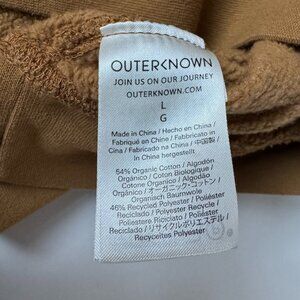 OUTERKNOWN
JOIN US ON OUR JOURNEY
OUTERKNOWN.COM
L
G
Made in China / Hecho en China /
Fabriqué en Chine / Fabbricato in
Cina / Fabricado na China / 中国製 /
In China hergestellt
54% Organic Cotton / Algodón
Orgánico / Coton Biologique /
Cotone Organico / Algodão
Orgânico / オーガニック・コットン /
Organisch Baumwolle
46% Recycled Polyester / Poliéster
Reciclado / Polyester Recyclé /
Poliestere Riciclato / Poliéster
Reciclado / リサイクルポリエステル /
Recyceltes Polyester